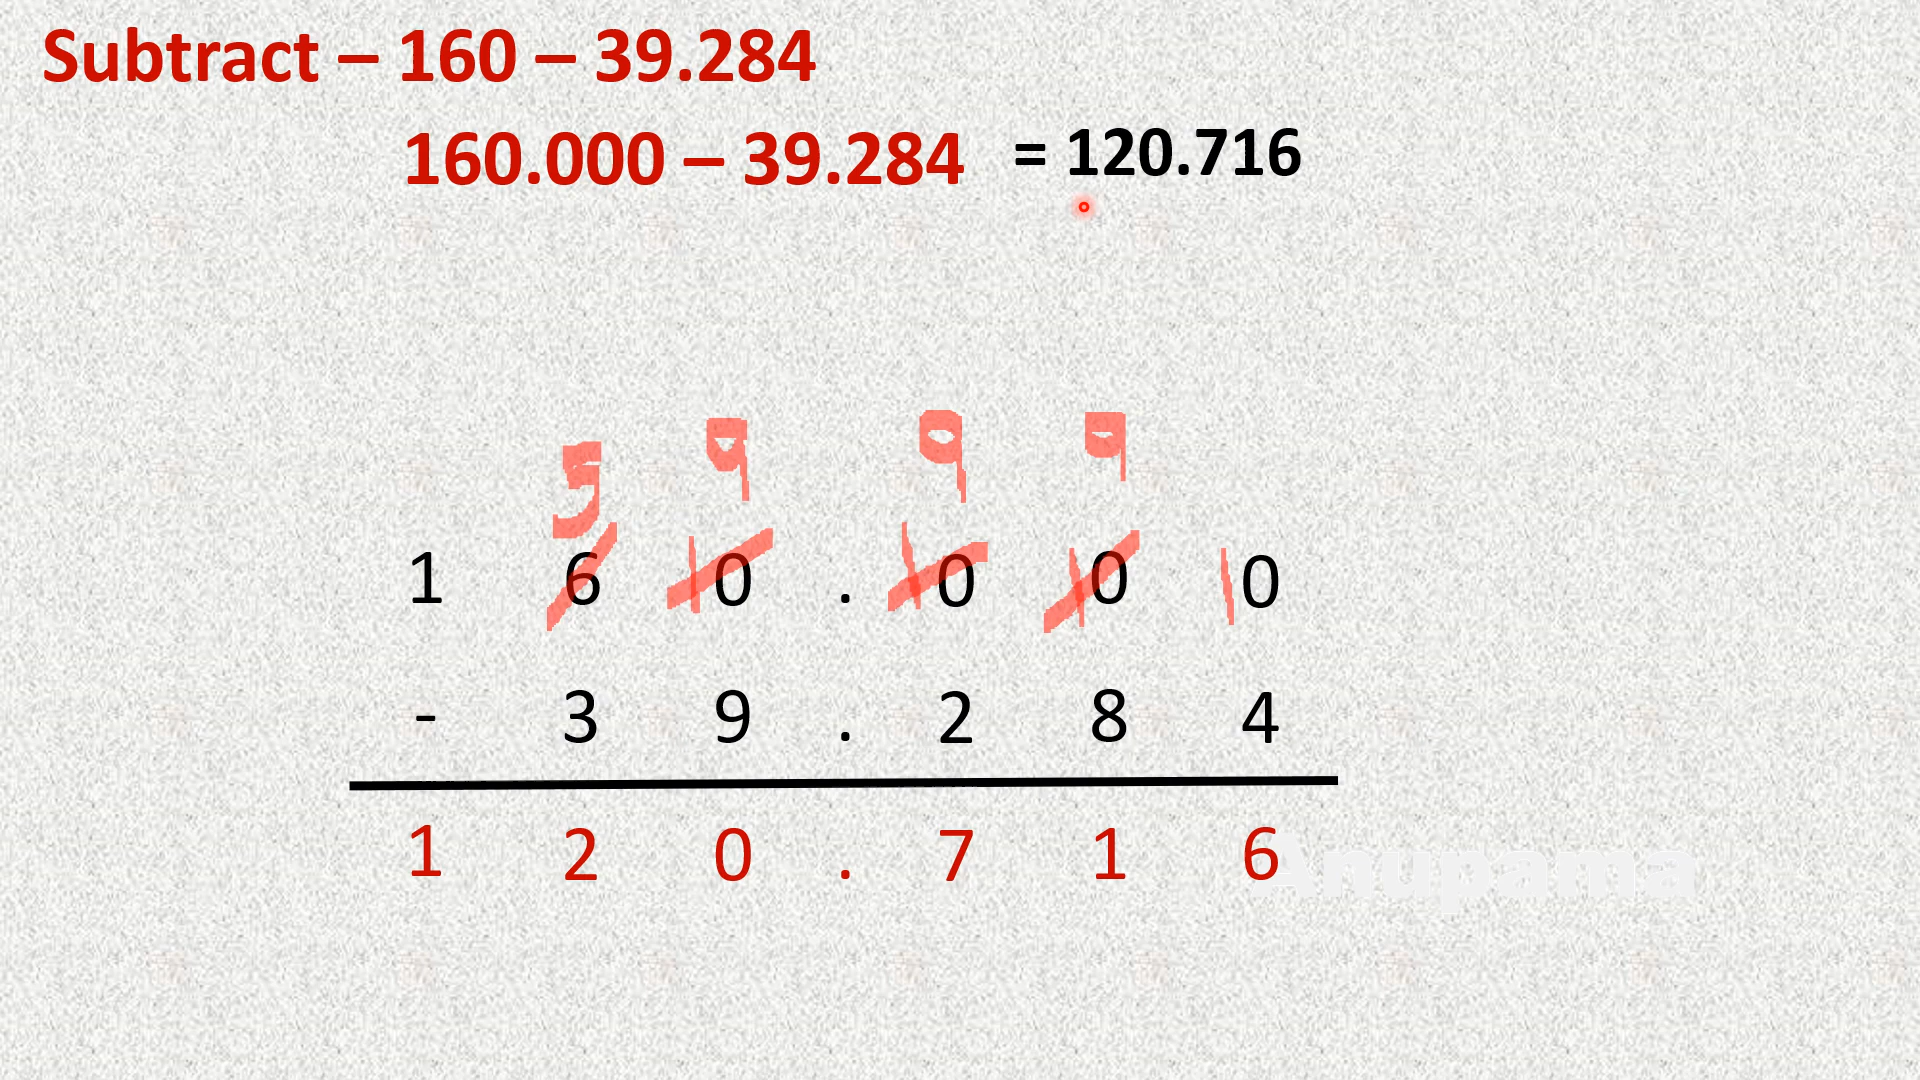 Subtract – 160 – 39.284
160.000 – 39.284 = 120.716
5 9 9 9
1 6 10 . 10 10 10
- 3 9 . 2 8 4
1 2 0 . 7 1 6
Anupama